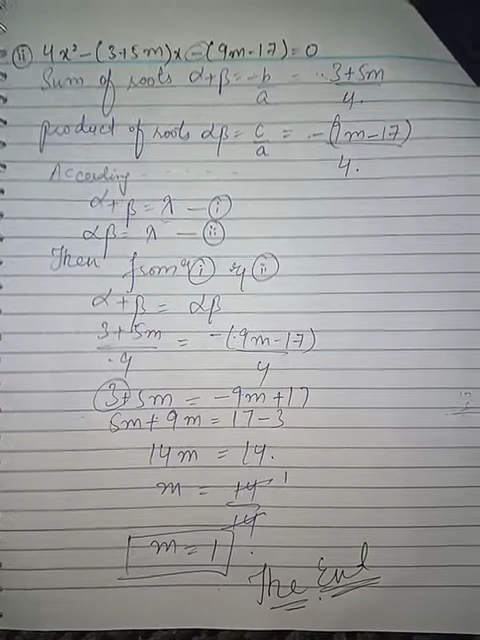 (ii) 4x² - (3+5m)x - (9m-17) = 0
Sum of roots α+β = -b/a = 3+5m/4.
product of roots αβ = c/a = -(9m-17)/4.
According ........
α+β = λ — (i)
αβ = λ — (ii)
Then from (i) & (ii)
α+β = αβ
3+5m/4 = -(9m-17)/4
3+5m = -9m+17
5m+9m = 17-3
14m = 14.
m = 14/14 1
m = 1
The End